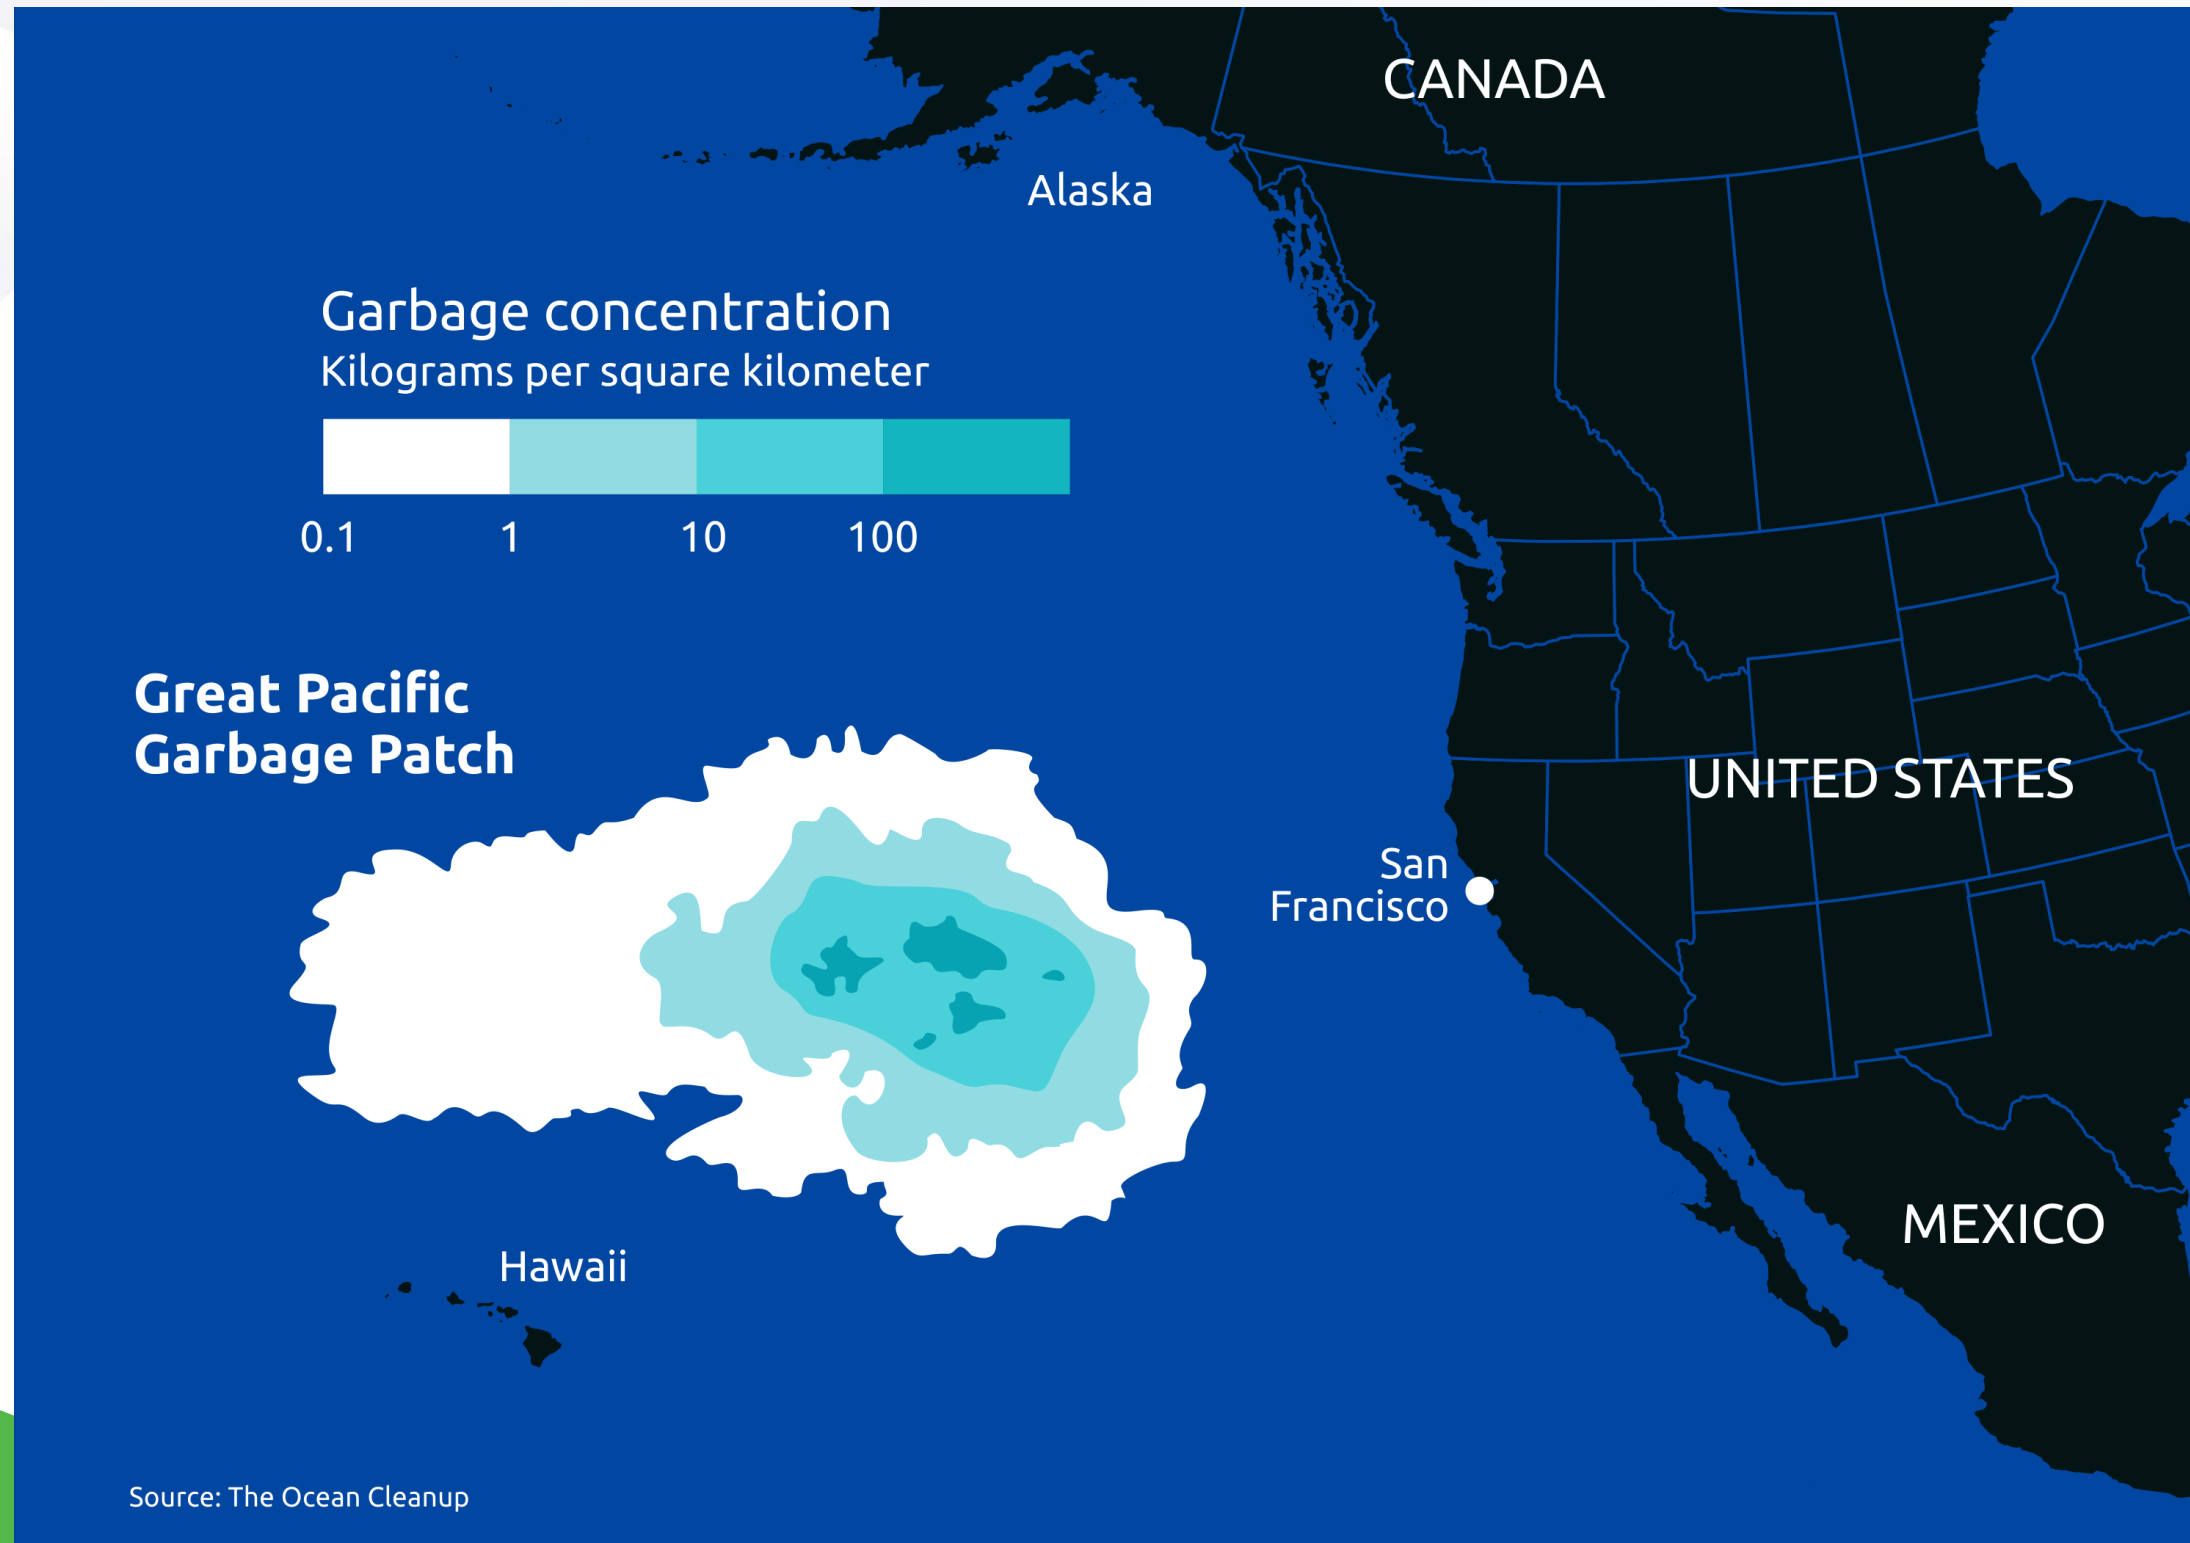 CANADA
Alaska
Garbage concentration
Kilograms per square kilometer
0.1 1 10 100
Great Pacific
Garbage Patch
UNITED STATES
San
Francisco
MEXICO
Hawaii
Source: The Ocean Cleanup